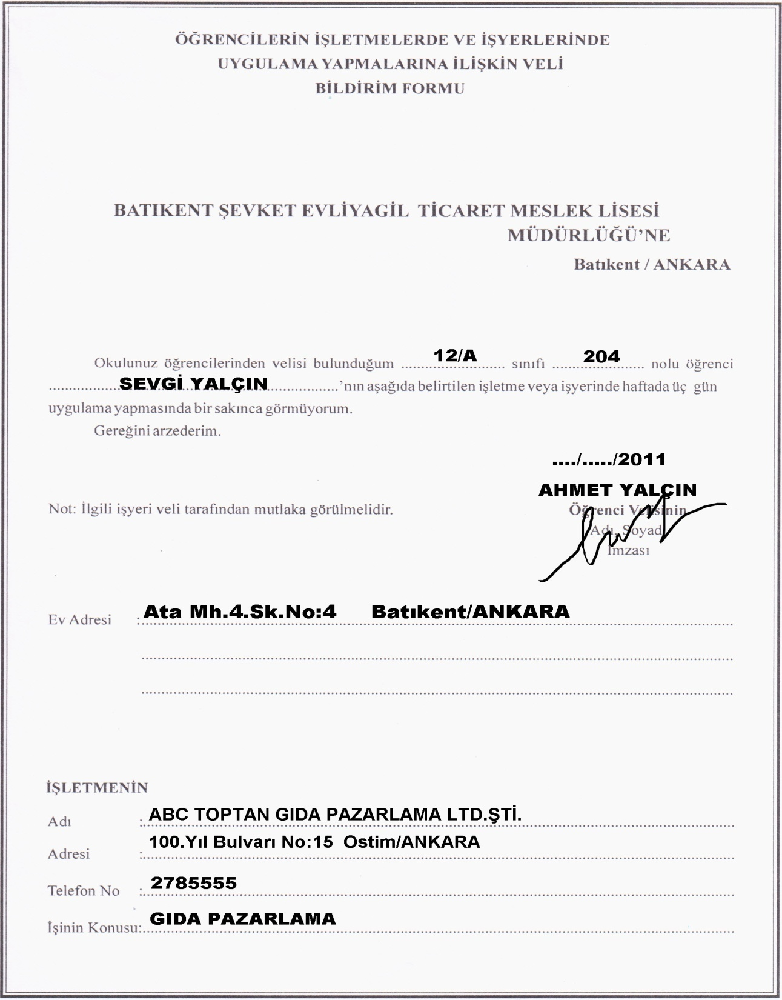 ÖĞRENCİLERİN İŞLETMELERDE VE İŞYERLERİNDE
UYGULAMA YAPMALARINA İLİŞKİN VELİ
BİLDİRİM FORMU
BATIKENT ŞEVKET EVLİYAGİL TİCARET MESLEK LİSESİ
MÜDÜRLÜĞÜ'NE
Batıkent / ANKARA
Okulunuz öğrencilerinden velisi bulunduğum 12/A sınıfı 204 nolu öğrenci
SEVGİ YALÇIN 'nın aşağıda belirtilen işletme veya işyerinde haftada üç gün
uygulama yapmasında bir sakınca görmüyorum.
Gereğini arzederim.
..../...../2011
AHMET YALÇIN
Not: İlgili işyeri veli tarafından mutlaka görülmelidir. Öğrenci Velisinin
Adı, Soyadı
İmzası
Ev Adresi : Ata Mh.4.Sk.No:4 Batıkent/ANKARA
İŞLETMENİN
Adı : ABC TOPTAN GIDA PAZARLAMA LTD.ŞTİ.
Adresi : 100.Yıl Bulvarı No:15 Ostim/ANKARA
Telefon No : 2785555
İşinin Konusu: GIDA PAZARLAMA